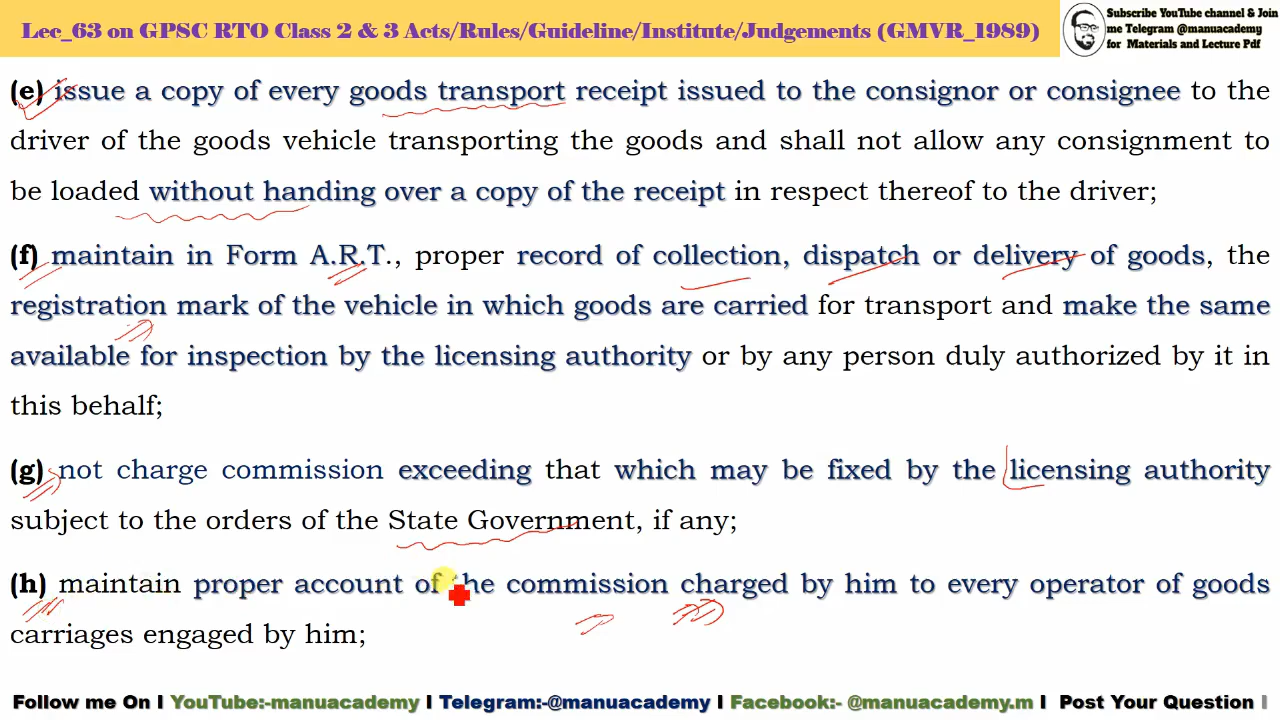 Lec_63 on GPSC RTO Class 2 & 3 Acts/Rules/Guideline/Institute/Judgements (GMVR_1989)
Subscribe YouTube channel & Join
me Telegram @manuacademy
for Materials and Lecture Pdf
(e) issue a copy of every goods transport receipt issued to the consignor or consignee to the
driver of the goods vehicle transporting the goods and shall not allow any consignment to
be loaded without handing over a copy of the receipt in respect thereof to the driver;
(f) maintain in Form A.R.T., proper record of collection, dispatch or delivery of goods, the
registration mark of the vehicle in which goods are carried for transport and make the same
available for inspection by the licensing authority or by any person duly authorized by it in
this behalf;
(g) not charge commission exceeding that which may be fixed by the licensing authority
subject to the orders of the State Government, if any;
(h) maintain proper account of the commission charged by him to every operator of goods
carriages engaged by him;
Follow me On I YouTube:-manuacademy I Telegram:-@manuacademy I Facebook:- @manuacademy.m I Post Your Question I